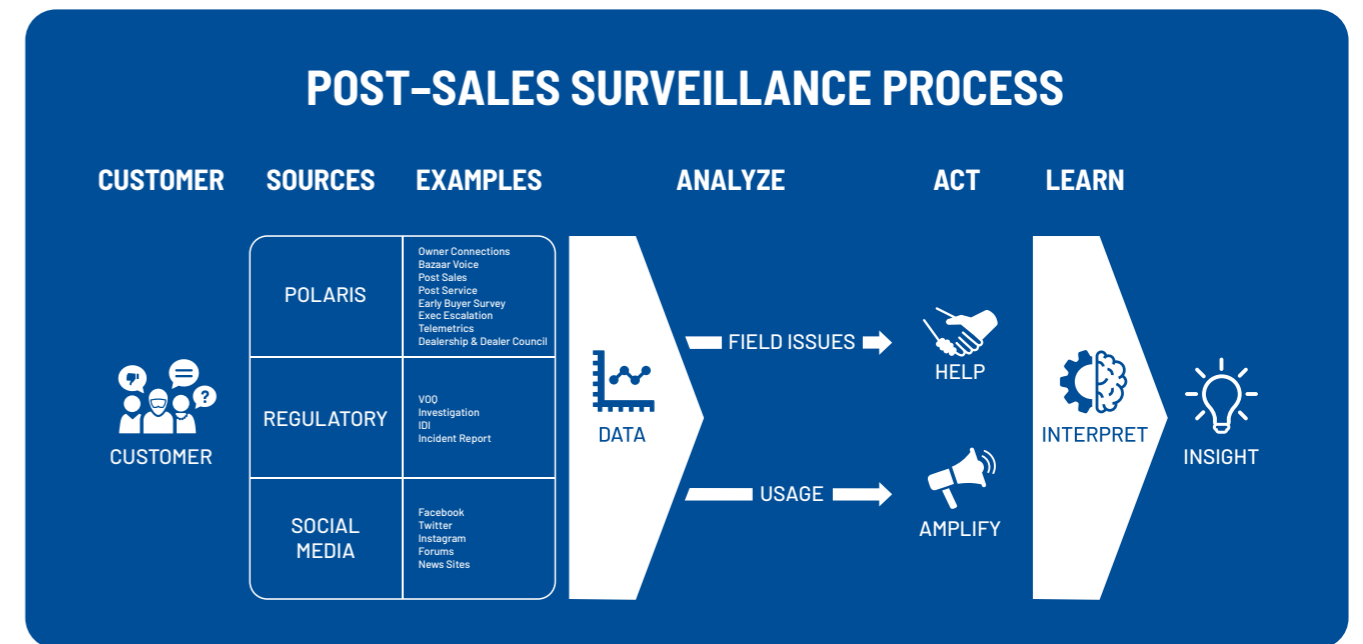 POST-SALES SURVEILLANCE PROCESS
CUSTOMER
SOURCES
EXAMPLES
ANALYZE
ACT
LEARN
POLARIS
Owner Connections
Bazaar Voice
Post Sales
Post Service
Early Buyer Survey
Exec Escalation
Telemetrics
Dealership & Dealer Council
REGULATORY
VOQ
Investigation
IDI
Incident Report
SOCIAL
MEDIA
Facebook
Twitter
Instagram
Forums
News Sites
?
CUSTOMER
DATA
FIELD ISSUES
HELP
USAGE
AMPLIFY
INTERPRET
INSIGHT